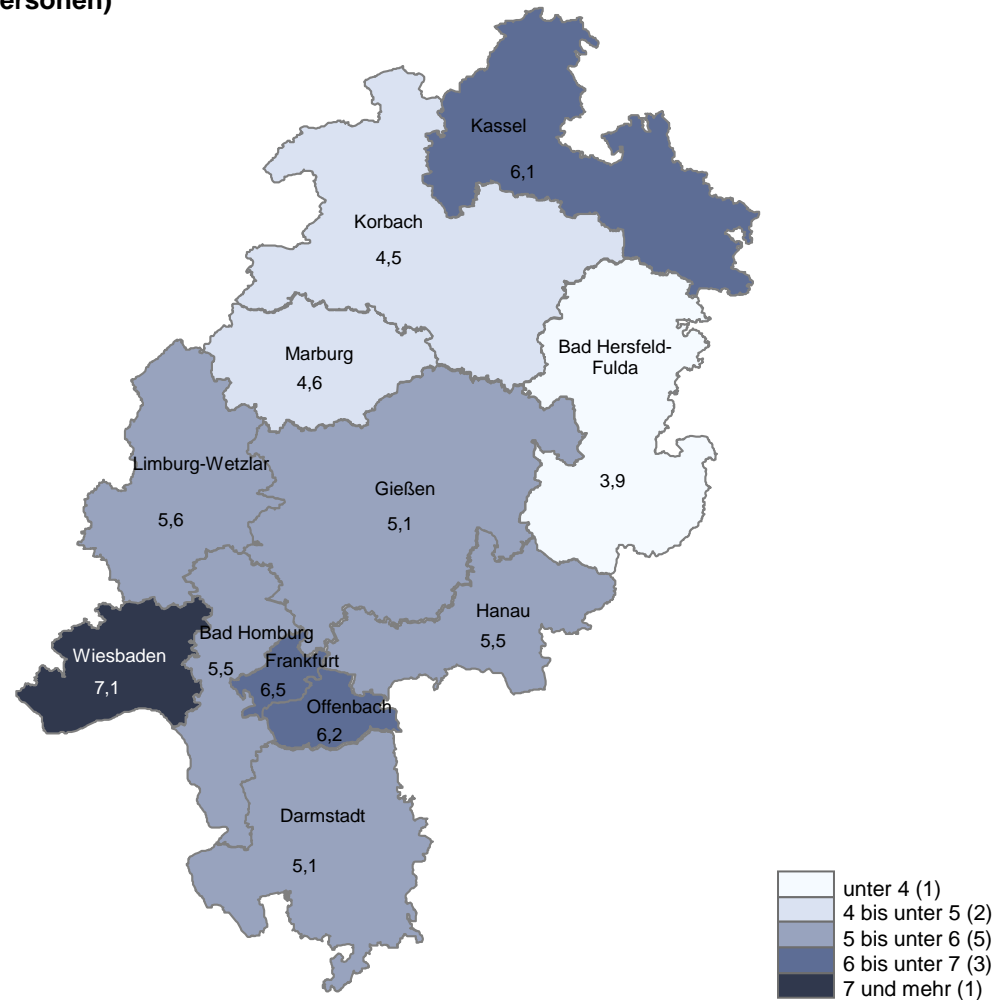 ersonen)
Kassel
6,1
Korbach
4,5
Bad Hersfeld-
Fulda
3,9
Marburg
4,6
Limburg-Wetzlar
5,6
Gießen
5,1
Hanau
5,5
Bad Homburg
5,5
Frankfurt
6,5
Wiesbaden
7,1
Offenbach
6,2
Darmstadt
5,1
unter 4 (1)
4 bis unter 5 (2)
5 bis unter 6 (5)
6 bis unter 7 (3)
7 und mehr (1)